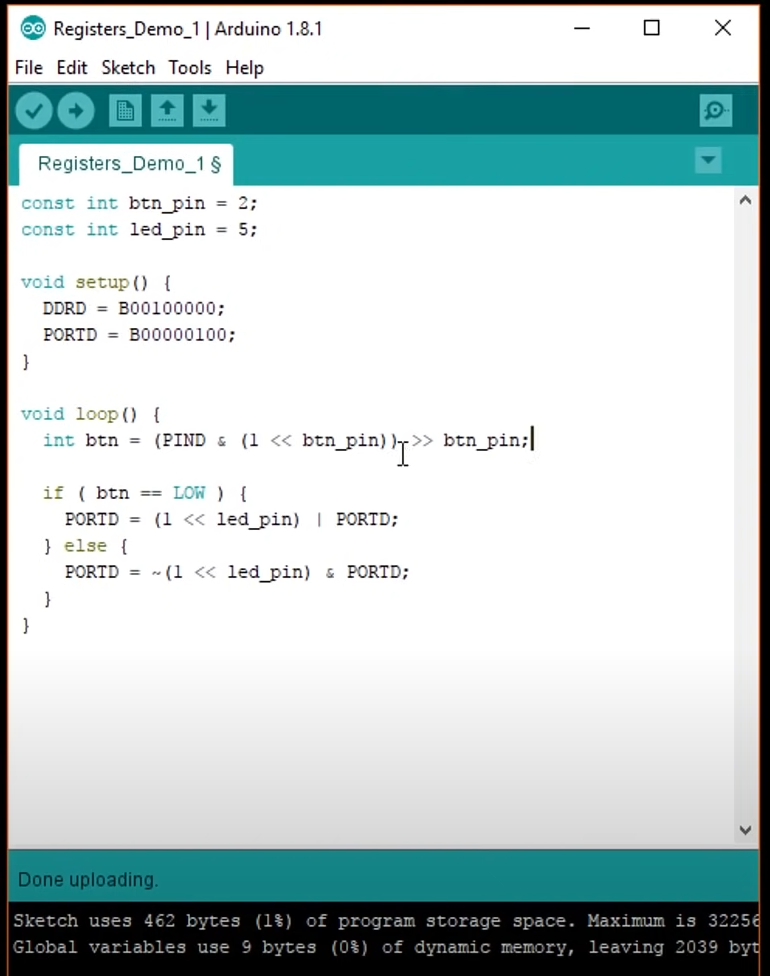 Registers_Demo_1 | Arduino 1.8.1
File Edit Sketch Tools Help
Registers_Demo_1 §
const int btn_pin = 2;
const int led_pin = 5;
void setup() {
DDRD = B00100000;
PORTD = B00000100;
}
void loop() {
int btn = (PIND & (1 << btn_pin)) >> btn_pin;
if ( btn == LOW ) {
PORTD = (1 << led_pin) | PORTD;
} else {
PORTD = ~(1 << led_pin) & PORTD;
}
}
Done uploading.
Sketch uses 462 bytes (1%) of program storage space. Maximum is 32256
Global variables use 9 bytes (0%) of dynamic memory, leaving 2039 byt